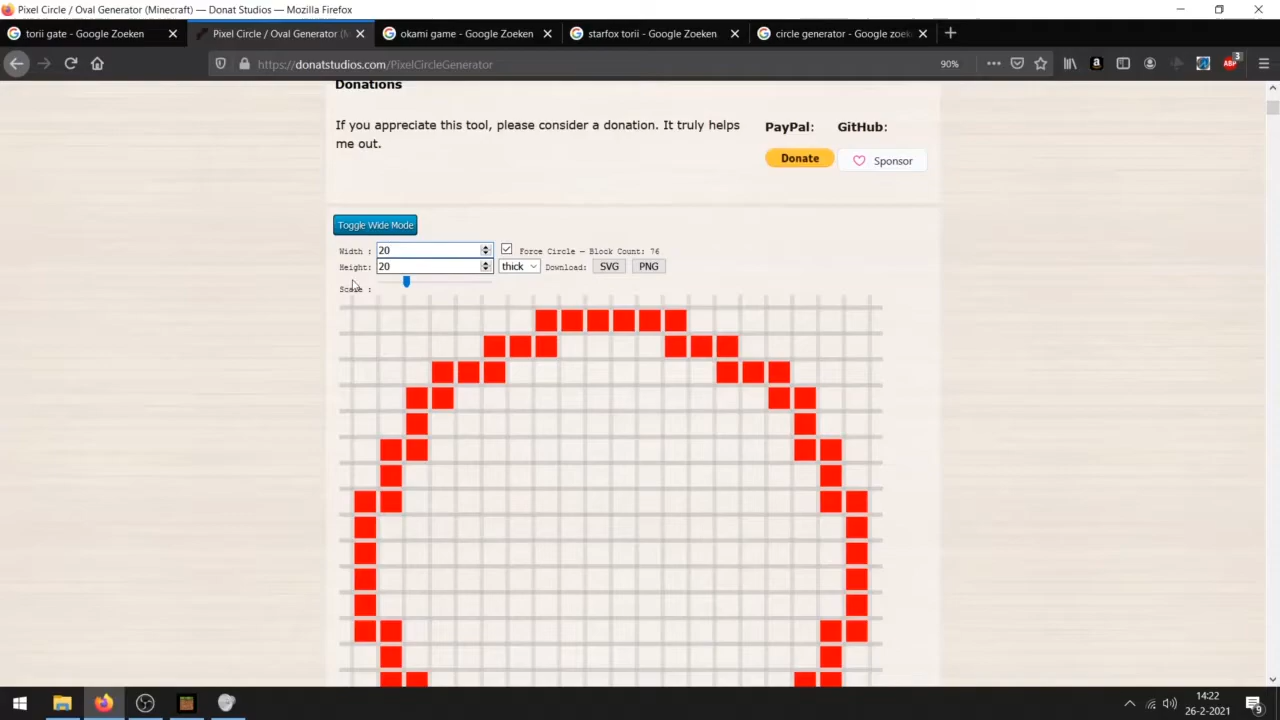 Pixel Circle / Oval Generator (Minecraft) — Donat Studios — Mozilla Firefox
torii gate - Google Zoeken
Pixel Circle / Oval Generator (M
okami game - Google Zoeken
starfox torii - Google Zoeken
circle generator - Google zoek
https://donatstudios.com/PixelCircleGenerator
90%
3
ABP
Donations
If you appreciate this tool, please consider a donation. It truly helps
me out.
PayPal:
GitHub:
Donate
Sponsor
Toggle Wide Mode
Width : 20
Force Circle — Block Count: 76
Height: 20
thick
Download:
SVG
PNG
Scale :
14:22
26-2-2021
9